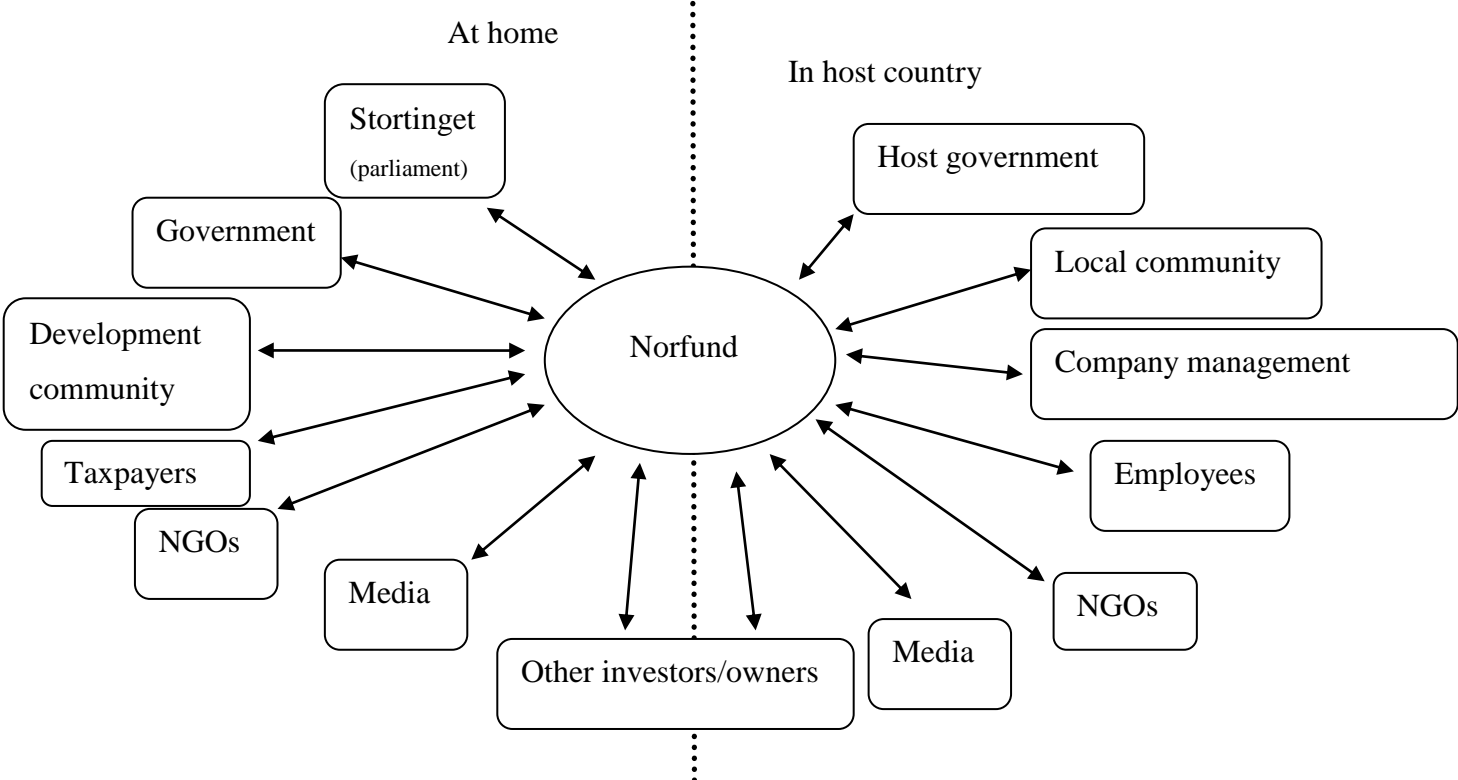 At home
In host country
Stortinget
(parliament)
Host government
Government
Local community
Development
community
Norfund
Company management
Taxpayers
Employees
NGOs
Media
NGOs
Other investors/owners
Media